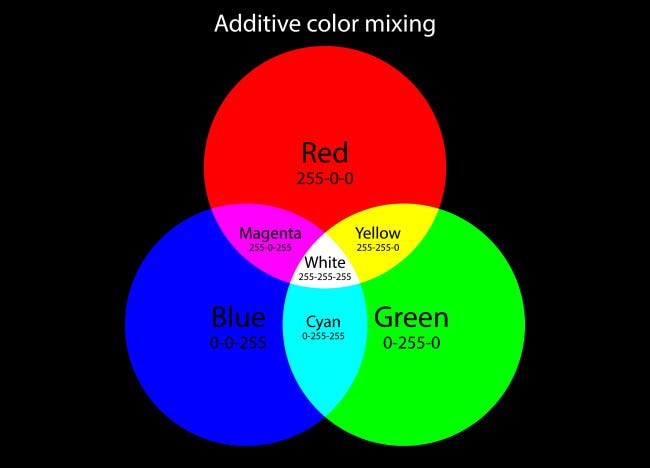 Additive color mixing
Red
255-0-0
Magenta
255-0-255
Yellow
255-255-0
White
255-255-255
Blue
0-0-255
Cyan
0-255-255
Green
0-255-0